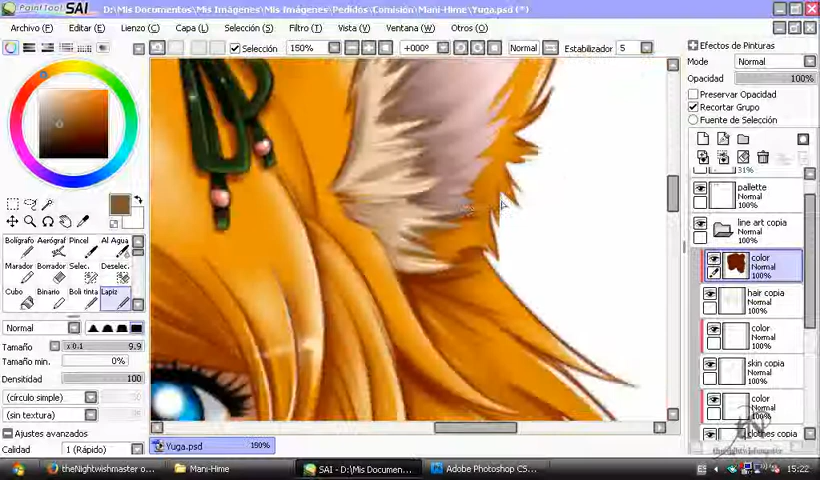 PaintTool SAI D:\Mis Documentos\Mis Imágenes\Mis Imágenes\Pedidos\Comisión\Mani-Hime\Yuga.psd (*)
Archivo (F) Editar (E) Lienzo (C) Capa (L) Selección (S) Filtro (T) Vista (V) Ventana (W) Otros (O)
Selección 150% +000º Normal Estabilizador 5
Efectos de Pinturas
Modo Normal
Opacidad 100%
Preservar Opacidad
Recortar Grupo
Fuente de Selección
31%
pallette
100%
line art copia
Normal
100%
color
Normal
100%
hair copia
Normal
100%
color
Normal
100%
skin copia
Normal
100%
color
Normal
100%
clothes copia
Normal
Bolígrafo Aerógraf Pincel Al Agua
Marador Borrador Selec. Deselec.
Cubo Binario Boli tinta Lapiz
Normal
Tamaño x 0.1 9.9
Tamaño min. 0%
Densidad 100
(círculo simple)
(sin textura)
Ajustes avanzados
Calidad 1 (Rápido)
Yuga.psd 150%
theNightwishmaster o... Mani-Hime SAI - D:\Mis Documen... Adobe Photoshop CS... ES 15:22